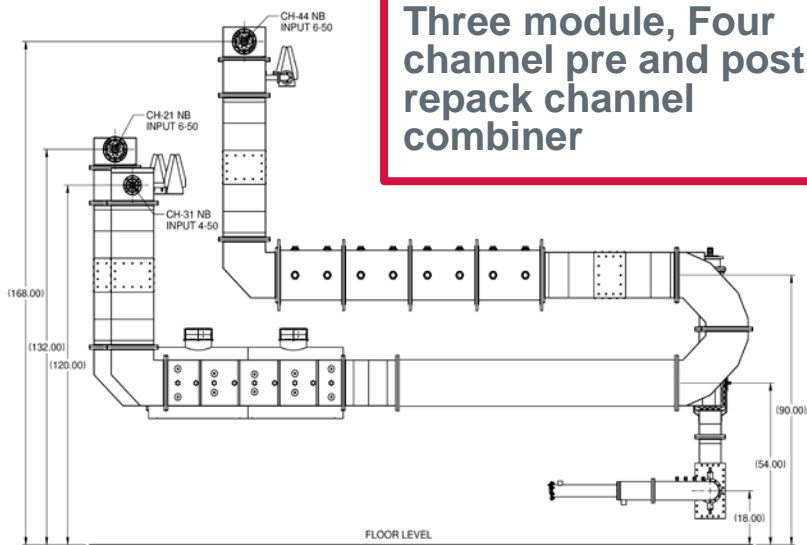 CH-44 NB
INPUT 6-50
Three module, Four
channel pre and post
repack channel
combiner
CH-21 NB
INPUT 6-50
CH-31 NB
INPUT 4-50
(168.00)
(132.00)
(120.00)
(90.00)
(54.00)
(18.00)
FLOOR LEVEL